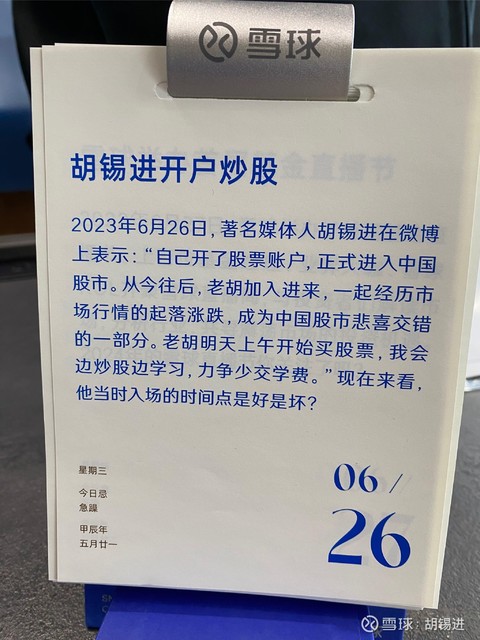 雪球
胡锡进开户炒股
2023年6月26日，著名媒体人胡锡进在微博
上表示：“自己开了股票账户，正式进入中国
股市。从今往后，老胡加入进来，一起经历市
场行情的起落涨跌，成为中国股市悲喜交错
的一部分。老胡明天上午开始买股票，我会
边炒股边学习，力争少交学费。”现在来看，
他当时入场的时间点是好是坏？
星期三
今日忌
急躁
甲辰年
五月廿一
06 /
26
雪球：胡锡进